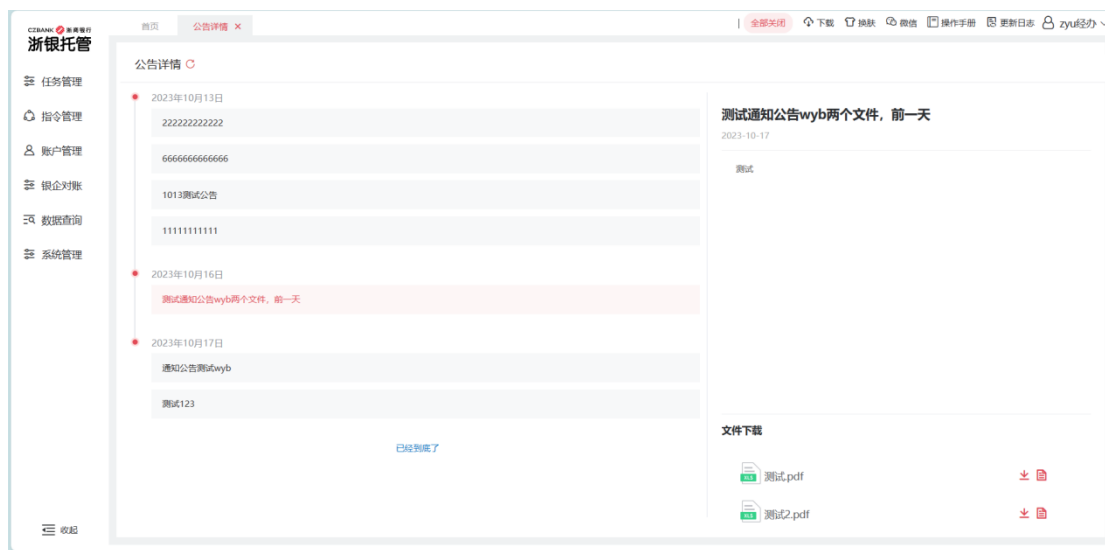 CZBANK 浙商银行
浙银托管
首页 公告详情 ×
全部关闭 下载 换肤 微信 操作手册 更新日志 zyu经办
任务管理
指令管理
账户管理
银企对账
数据查询
系统管理
收起
公告详情
2023年10月13日
222222222222
6666666666666
1013测试公告
11111111111
2023年10月16日
测试通知公告wyb两个文件，前一天
2023年10月17日
通知公告测试wyb
测试123
已经到底了
测试通知公告wyb两个文件，前一天
2023-10-17
测试
文件下载
XLS 测试.pdf
XLS 测试2.pdf